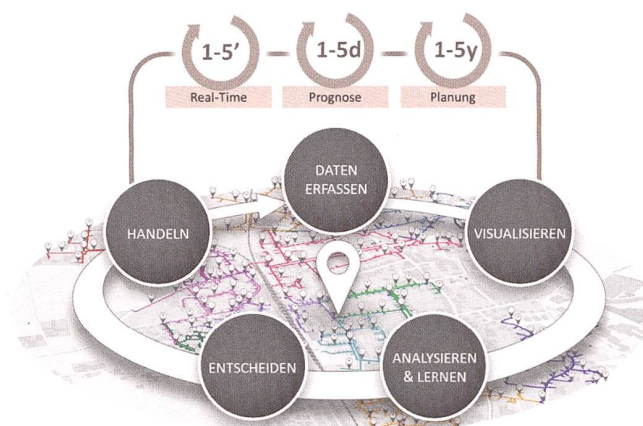 1-5’
1-5d
1-5y
Real-Time
Prognose
Planung
DATEN
ERFASSEN
HANDELN
VISUALISIEREN
ENTSCHEIDEN
ANALYSIEREN
& LERNEN